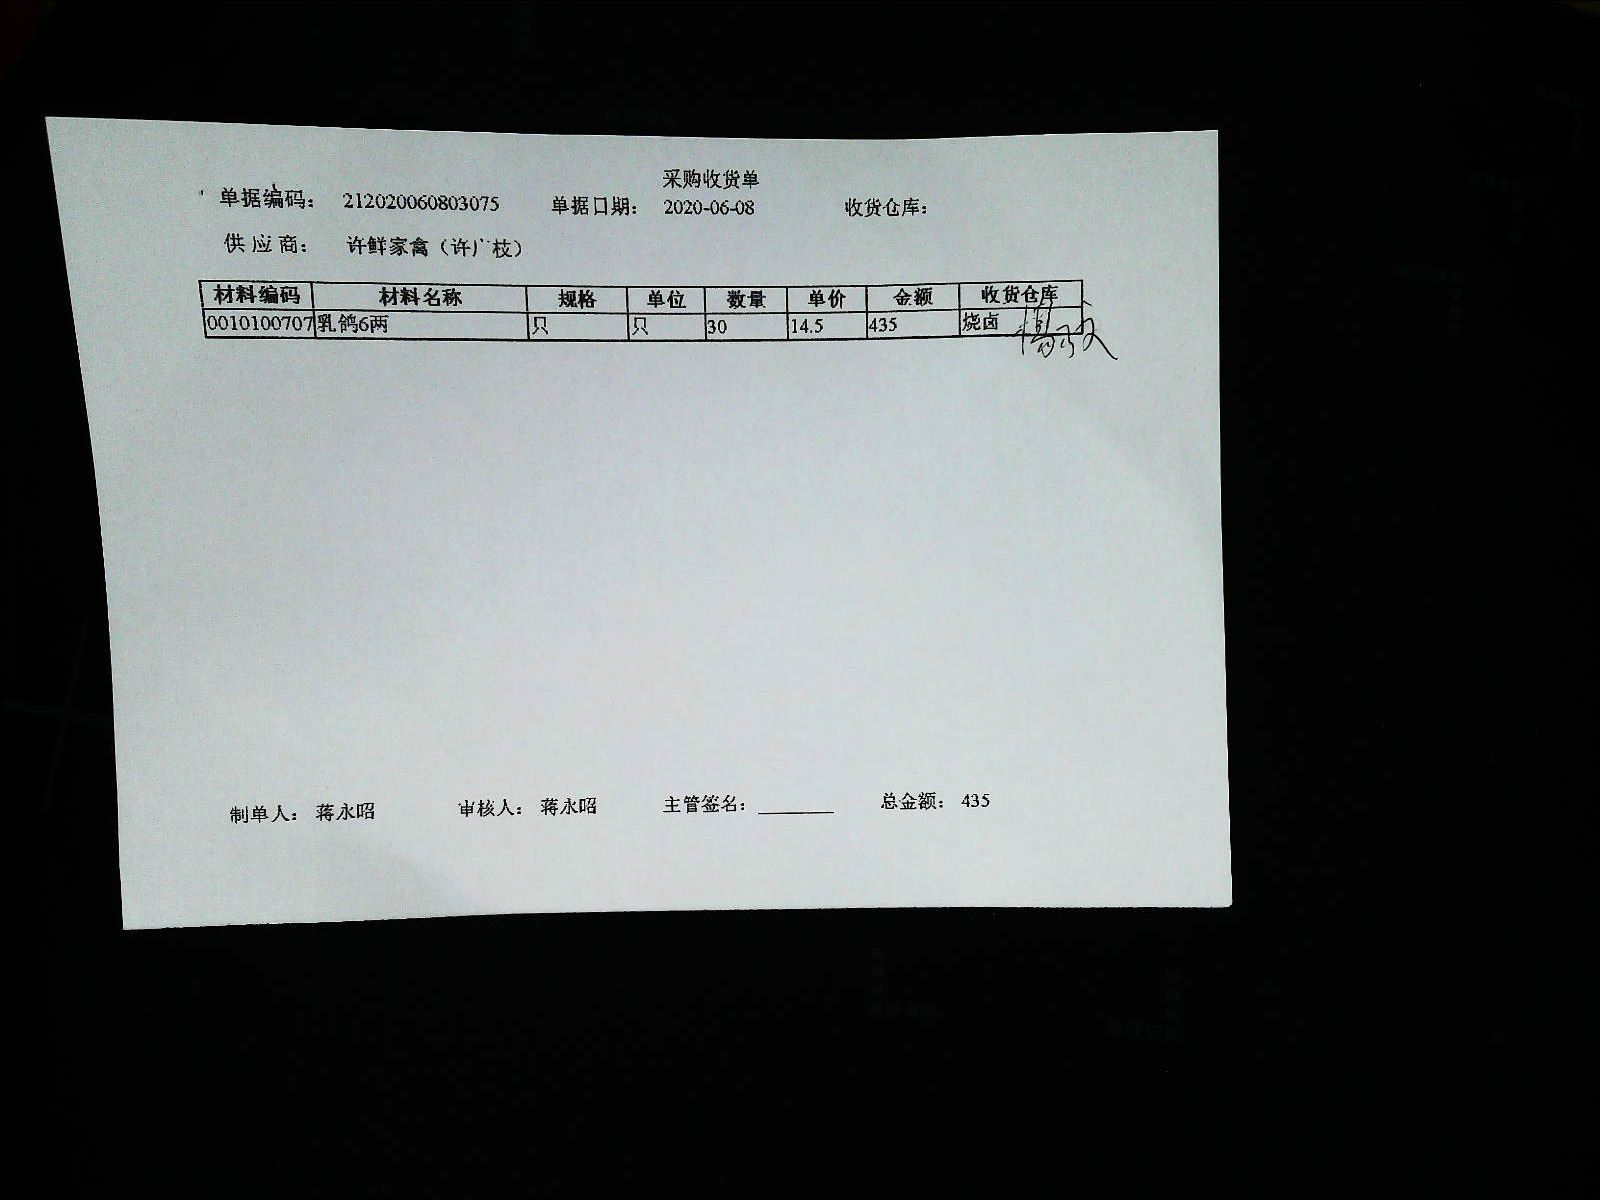 采购收货单
单据编码： 212020060803075 单据日期： 2020-06-08 收货仓库：
供 应 商： 许鲜家禽（许广枝）
材料编码 材料名称 规格 单位 数量 单价 金额 收货仓库
0010100707 乳鸽6两 只 只 30 14.5 435 烧卤
制单人： 蒋永昭 审核人： 蒋永昭 主管签名： 总金额： 435